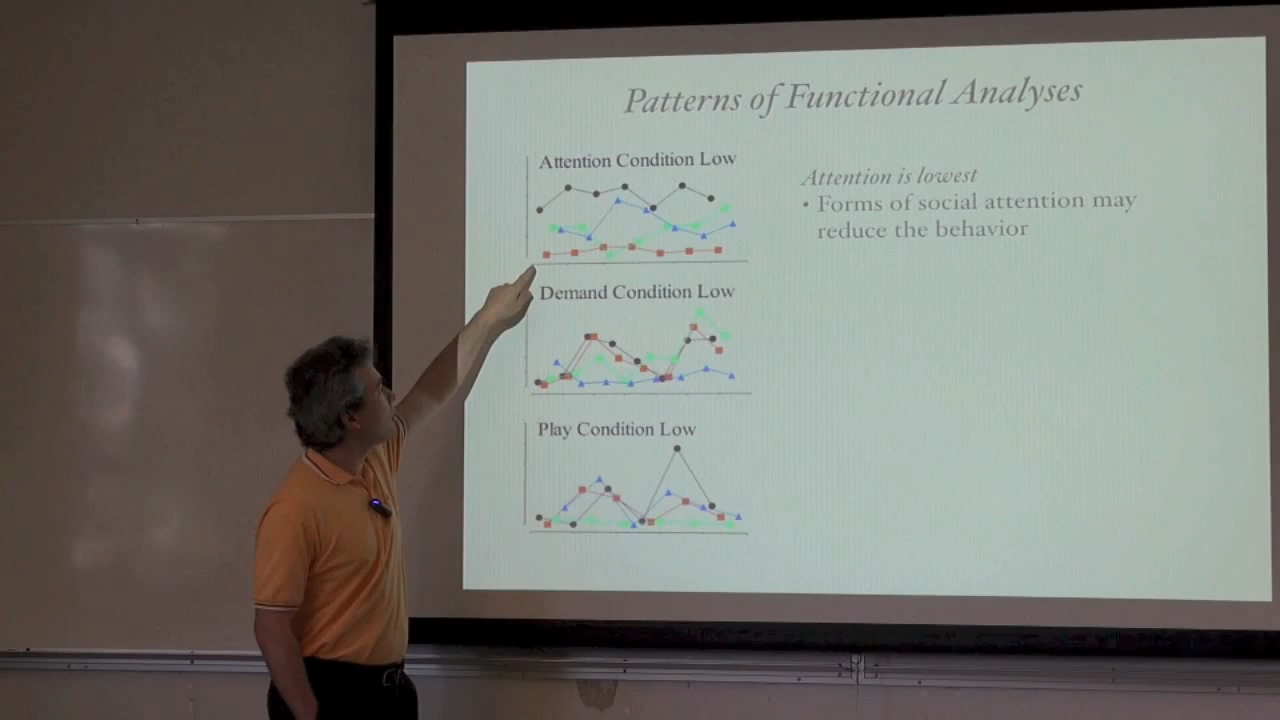 Patterns of Functional Analyses
Attention Condition Low
Attention is lowest
• Forms of social attention may
reduce the behavior
Demand Condition Low
Play Condition Low